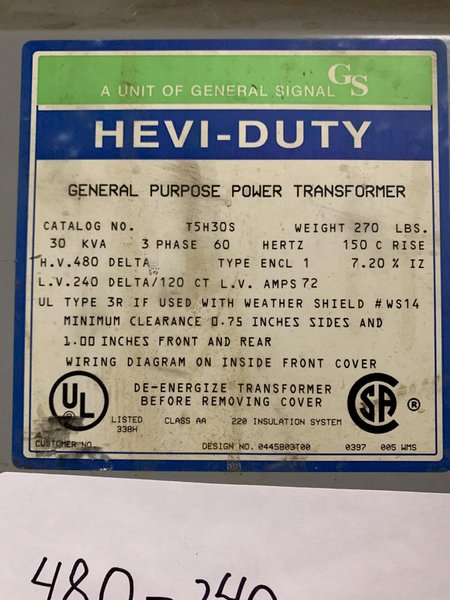 GS
A UNIT OF GENERAL SIGNAL
HEVI-DUTY
GENERAL PURPOSE POWER TRANSFORMER
CATALOG NO. T5H30S WEIGHT 270 LBS.
30 KVA 3 PHASE 60 HERTZ 150 C RISE
H.V.480 DELTA TYPE ENCL 1 7.20 % IZ
L.V.240 DELTA/120 CT L.V. AMPS 72
UL TYPE 3R IF USED WITH WEATHER SHIELD #WS14
MINIMUM CLEARANCE 0.75 INCHES SIDES AND
1.00 INCHES FRONT AND REAR
WIRING DIAGRAM ON INSIDE FRONT COVER
DE-ENERGIZE TRANSFORMER
BEFORE REMOVING COVER
UL
SA ®
LISTED CLASS AA 220 INSULATION SYSTEM
338H
CUSTOMER NO. DESIGN NO. 0445803T00 0397 005 WMS
480-240